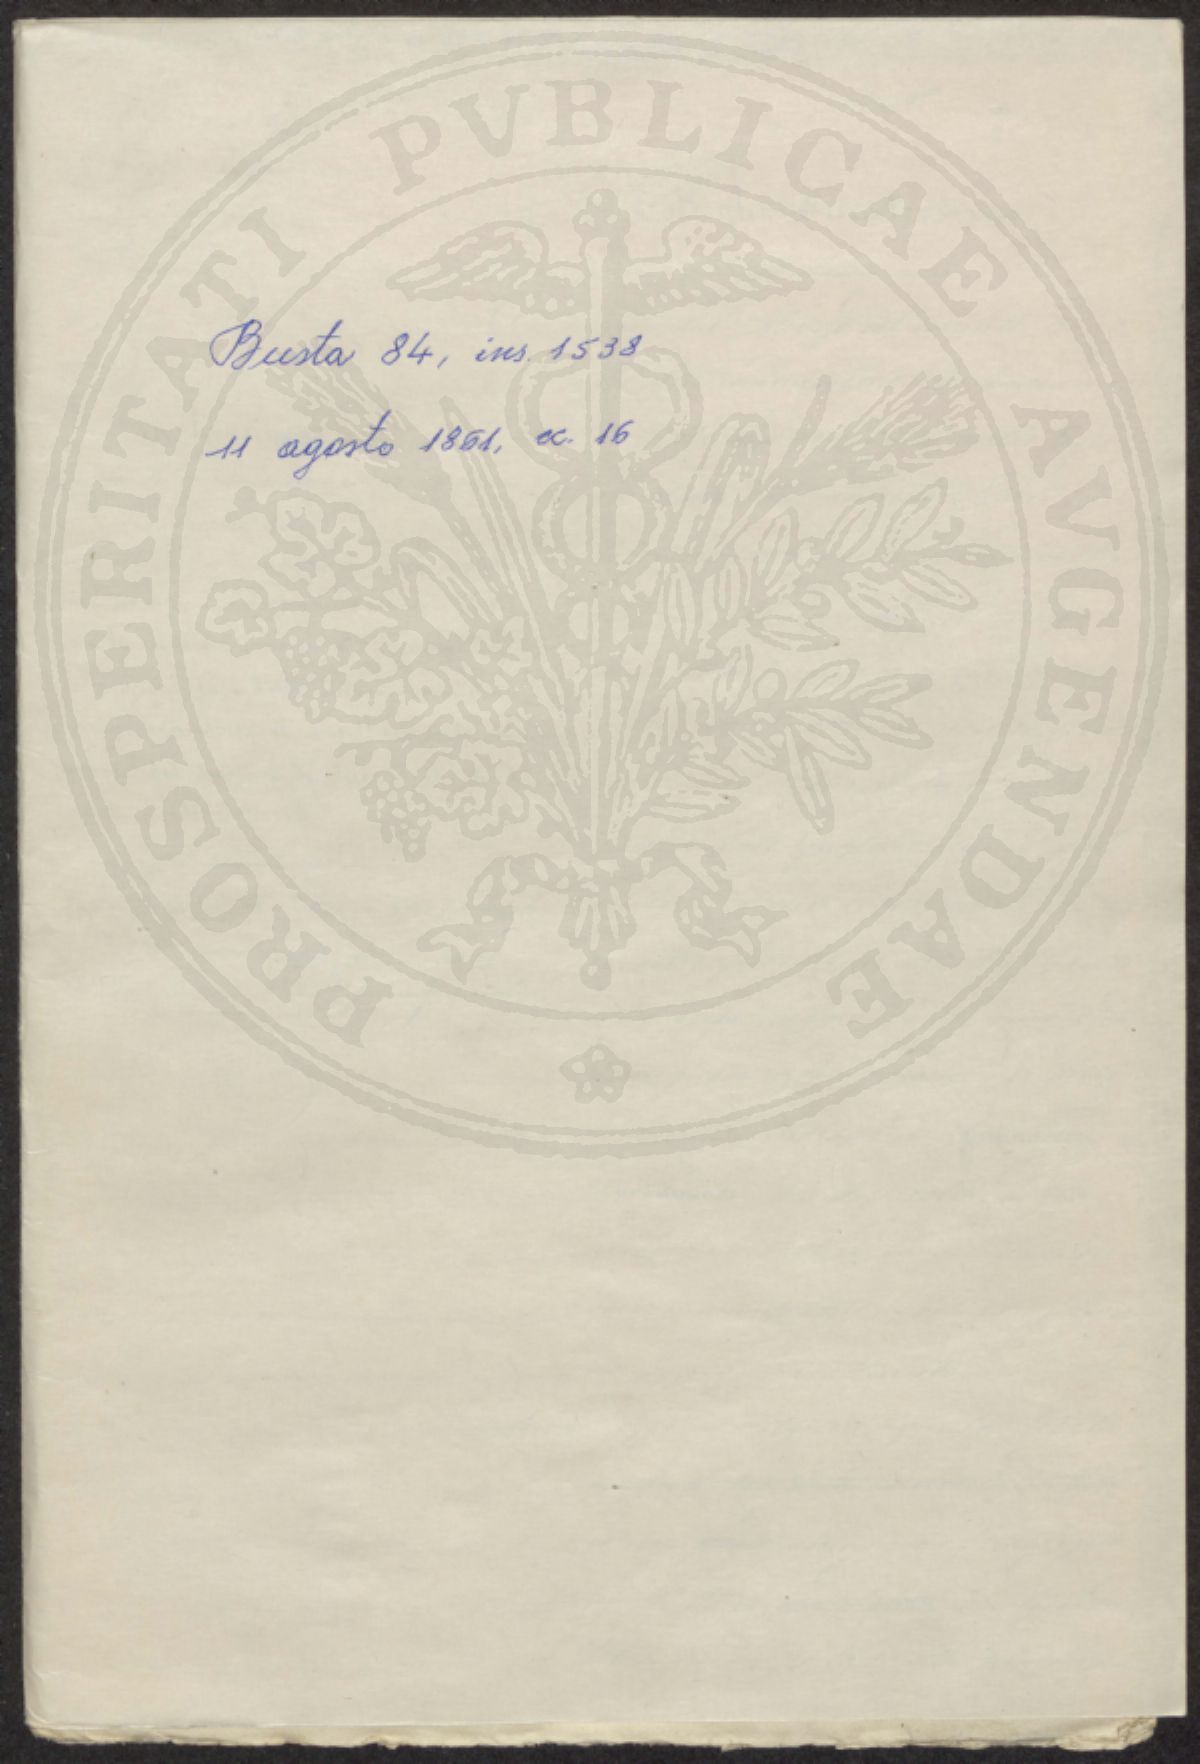 PROSPERITATI PVBLICAE AVGENDAE
Busta 84, ins. 1538
11 agosto 1861, cc. 16